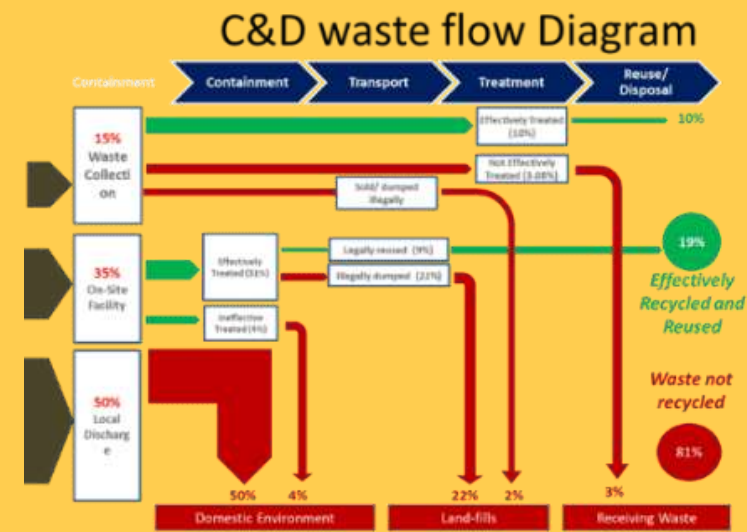 C&D waste flow Diagram
Containment
Containment
Transport
Treatment
Reuse/
Disposal
15%
Waste
Collecti
on
Effectively Treated
(10%)
10%
Not Effectively
Treated (3.08%)
Sold/ dumped
illegally
35%
On-Site
Facility
Effectively
Treated (31%)
Legally reused (9%)
Illegally dumped (22%)
19%
Effectively
Recycled and
Reused
Ineffective
Treated (4%)
50%
Local
Discharg
e
Waste not
recycled
81%
50%
4%
22%
2%
3%
Domestic Environment
Land-fills
Receiving Waste